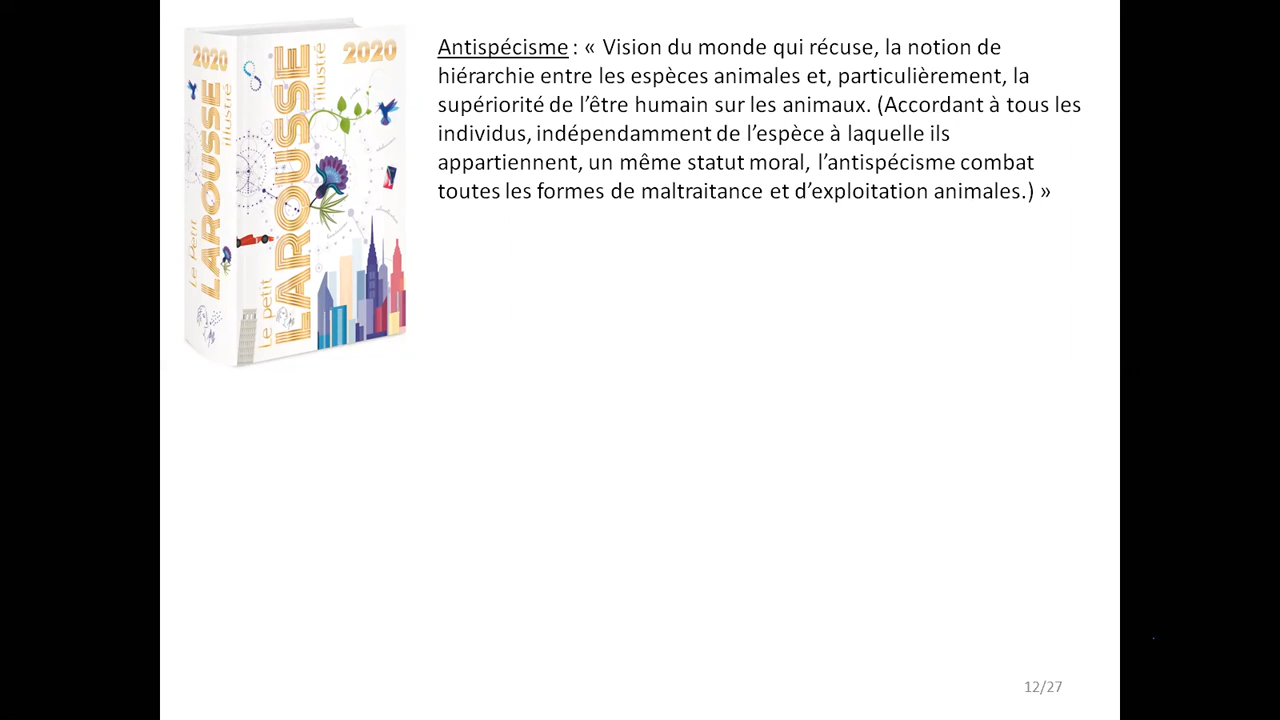 2020
Le Petit
LAROUSSE
illustré
2020
Le petit
LAROUSSE
illustré
Antispécisme : « Vision du monde qui récuse, la notion de
hiérarchie entre les espèces animales et, particulièrement, la
supériorité de l’être humain sur les animaux. (Accordant à tous les
individus, indépendamment de l’espèce à laquelle ils
appartiennent, un même statut moral, l’antispécisme combat
toutes les formes de maltraitance et d’exploitation animales.) »
12/27